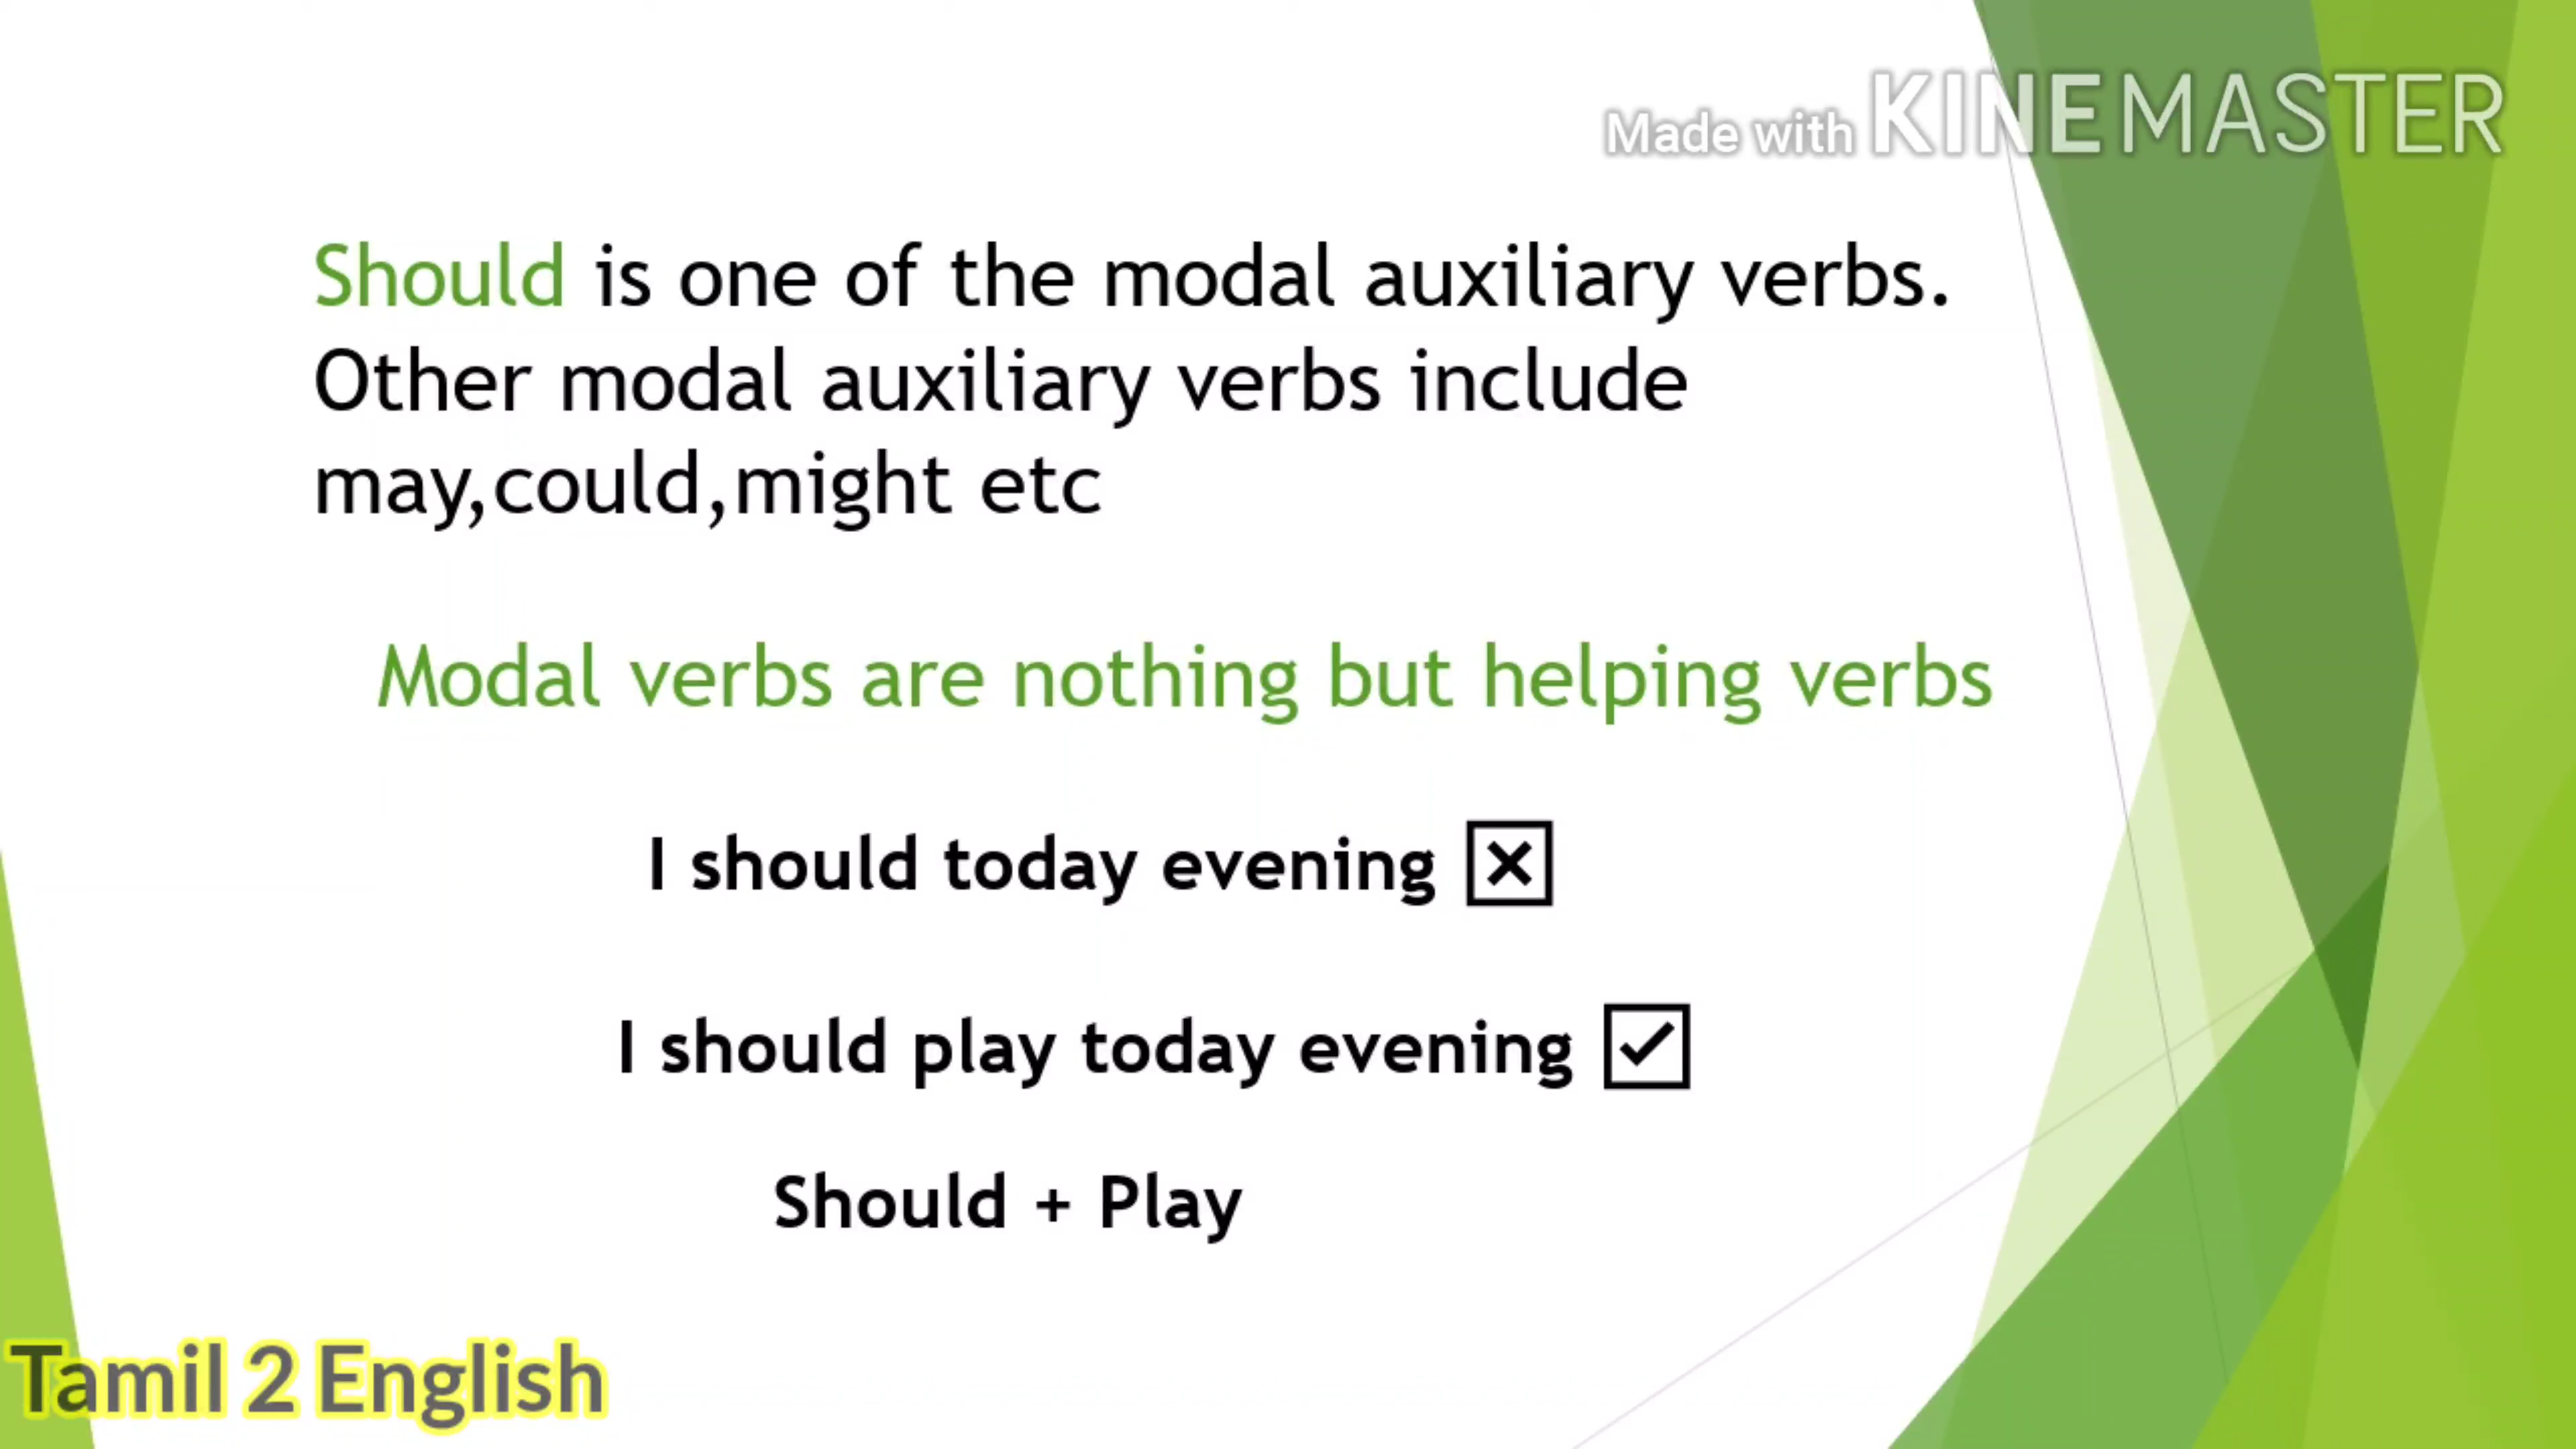 Made with KINEMASTER
Should is one of the modal auxiliary verbs.
Other modal auxiliary verbs include
may,could,might etc
Modal verbs are nothing but helping verbs
I should today evening ☒
I should play today evening ☑
Should + Play
Tamil 2 English